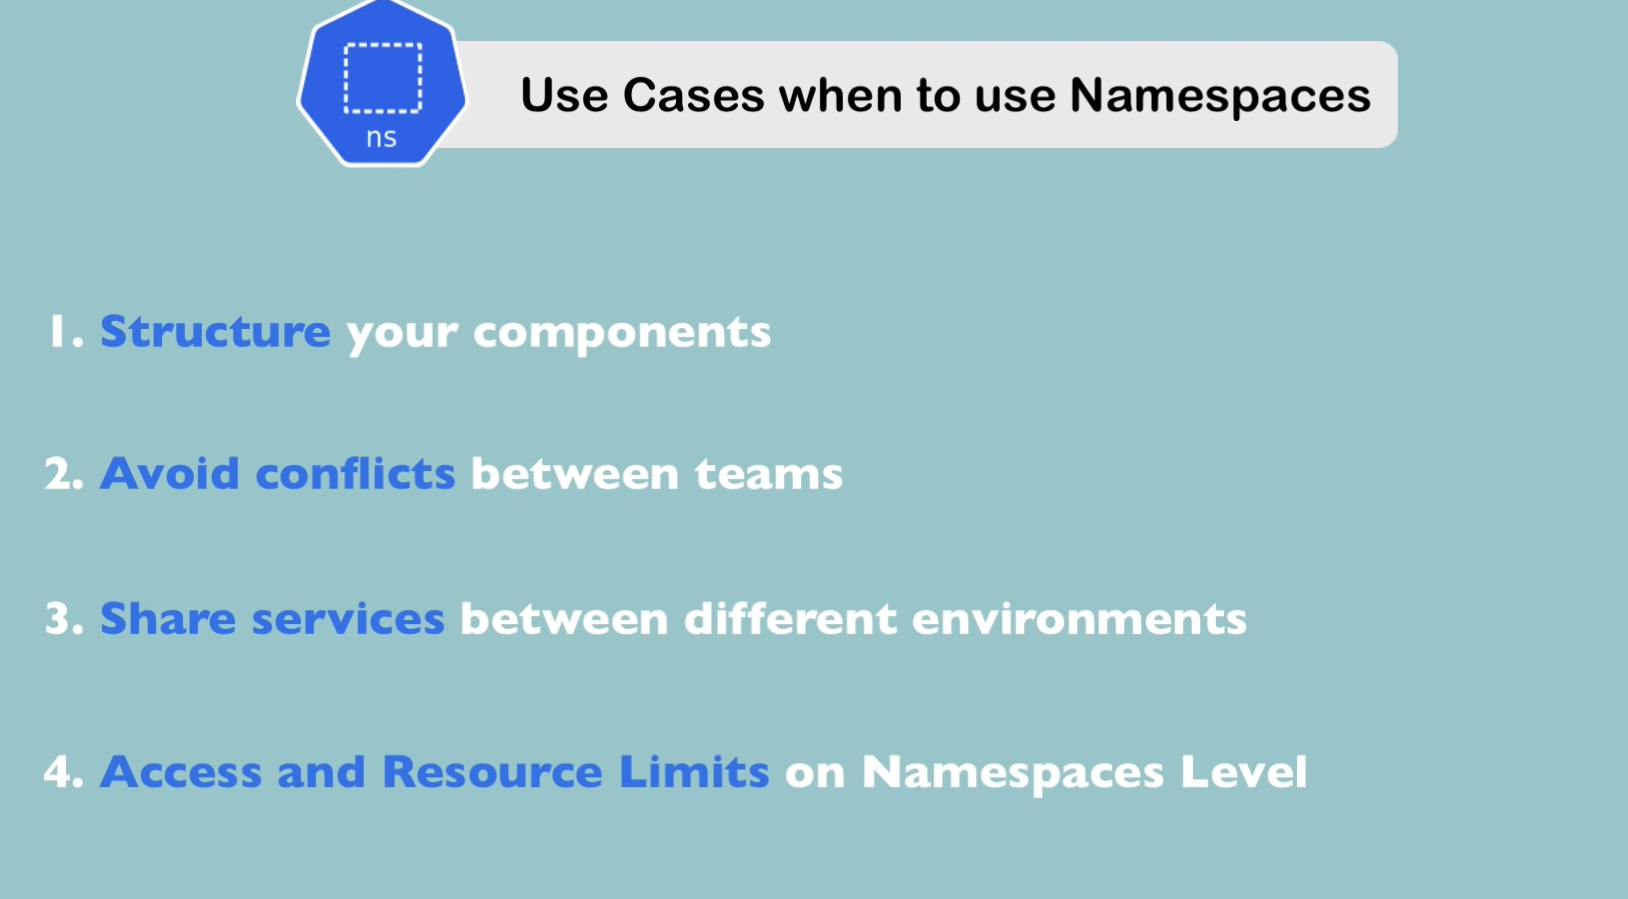 ns
Use Cases when to use Namespaces
1. Structure your components
2. Avoid conflicts between teams
3. Share services between different environments
4. Access and Resource Limits on Namespaces Level